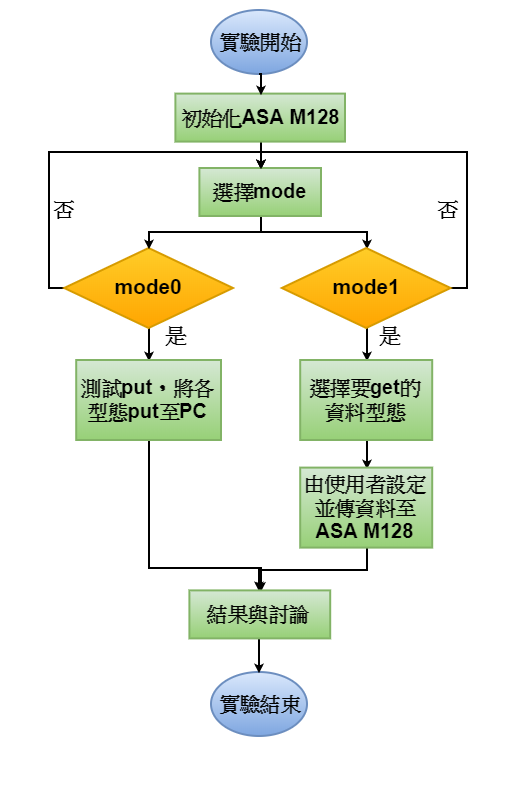 實驗開始
初始化ASA M128
選擇mode
否
否
mode0
mode1
是
是
測試put，將各
型態put至PC
選擇要get的
資料型態
由使用者設定
並傳資料至
ASA M128
結果與討論
實驗結束